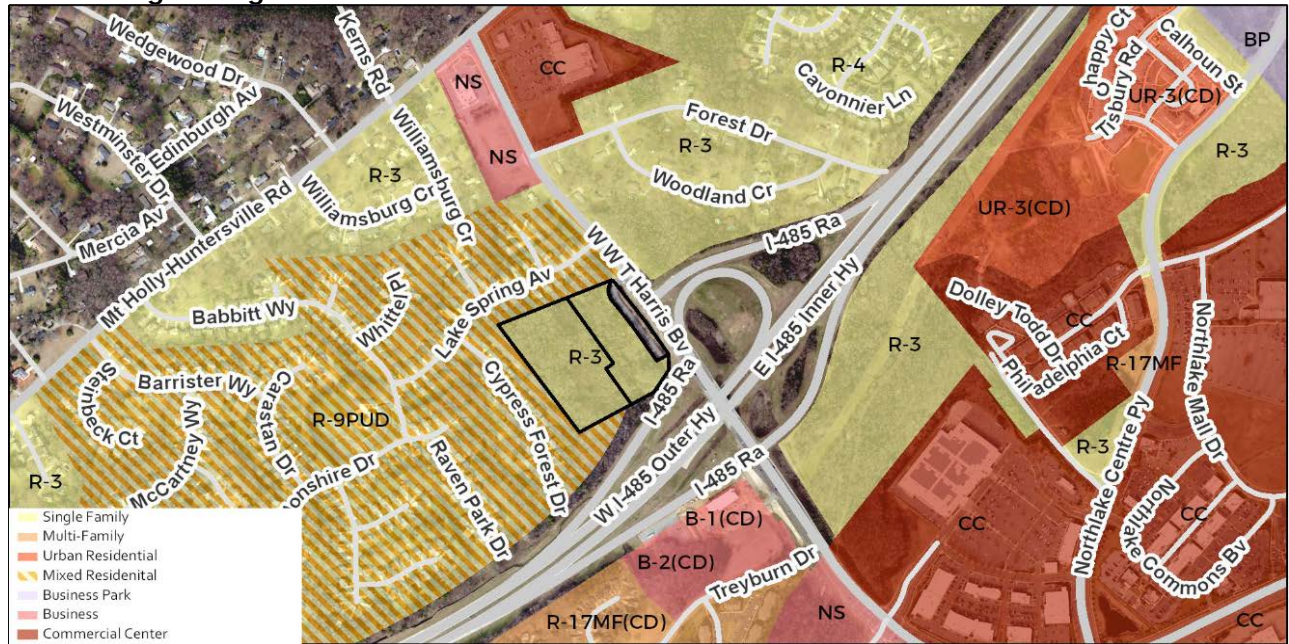 Wedgewood Dr
Kerns Rd
Edinburgh Av
Westminster Dr
Mercia Av
Mt Holly-Huntersville Rd
Williamsburg Cr
Williamsburg Cr
R-3
NS
NS
CC
R-4
Cavonnier Ln
Forest Dr
R-3
Woodland Cr
I-485 Ra
W W T Harris Bv
E I-485 Inner Hy
W I-485 Outer Hy
I-485 Ra
I-485 Ra
Babbitt Wy
Whittel Pl
Lake Spring Av
R-3
Cypress Forest Dr
Steinbeck Ct
Barrister Wy
McCartney Wy
Carastan Dr
R-9PUD
onshire Dr
Raven Park Dr
R-3
Chappy Ct
Tisbury Rd
Calhoun St
UR-3(CD)
BP
R-3
UR-3(CD)
Dolley Todd Dr
CC
Philadelphia Ct
R-17MF
Northlake Mall Dr
R-3
R-3
Northlake Centre Py
CC
CC
Northlake Commons Bv
CC
B-1(CD)
B-2(CD)
Treyburn Dr
R-17MF(CD)
NS
Single Family
Multi-Family
Urban Residential
Mixed Residenital
Business Park
Business
Commercial Center